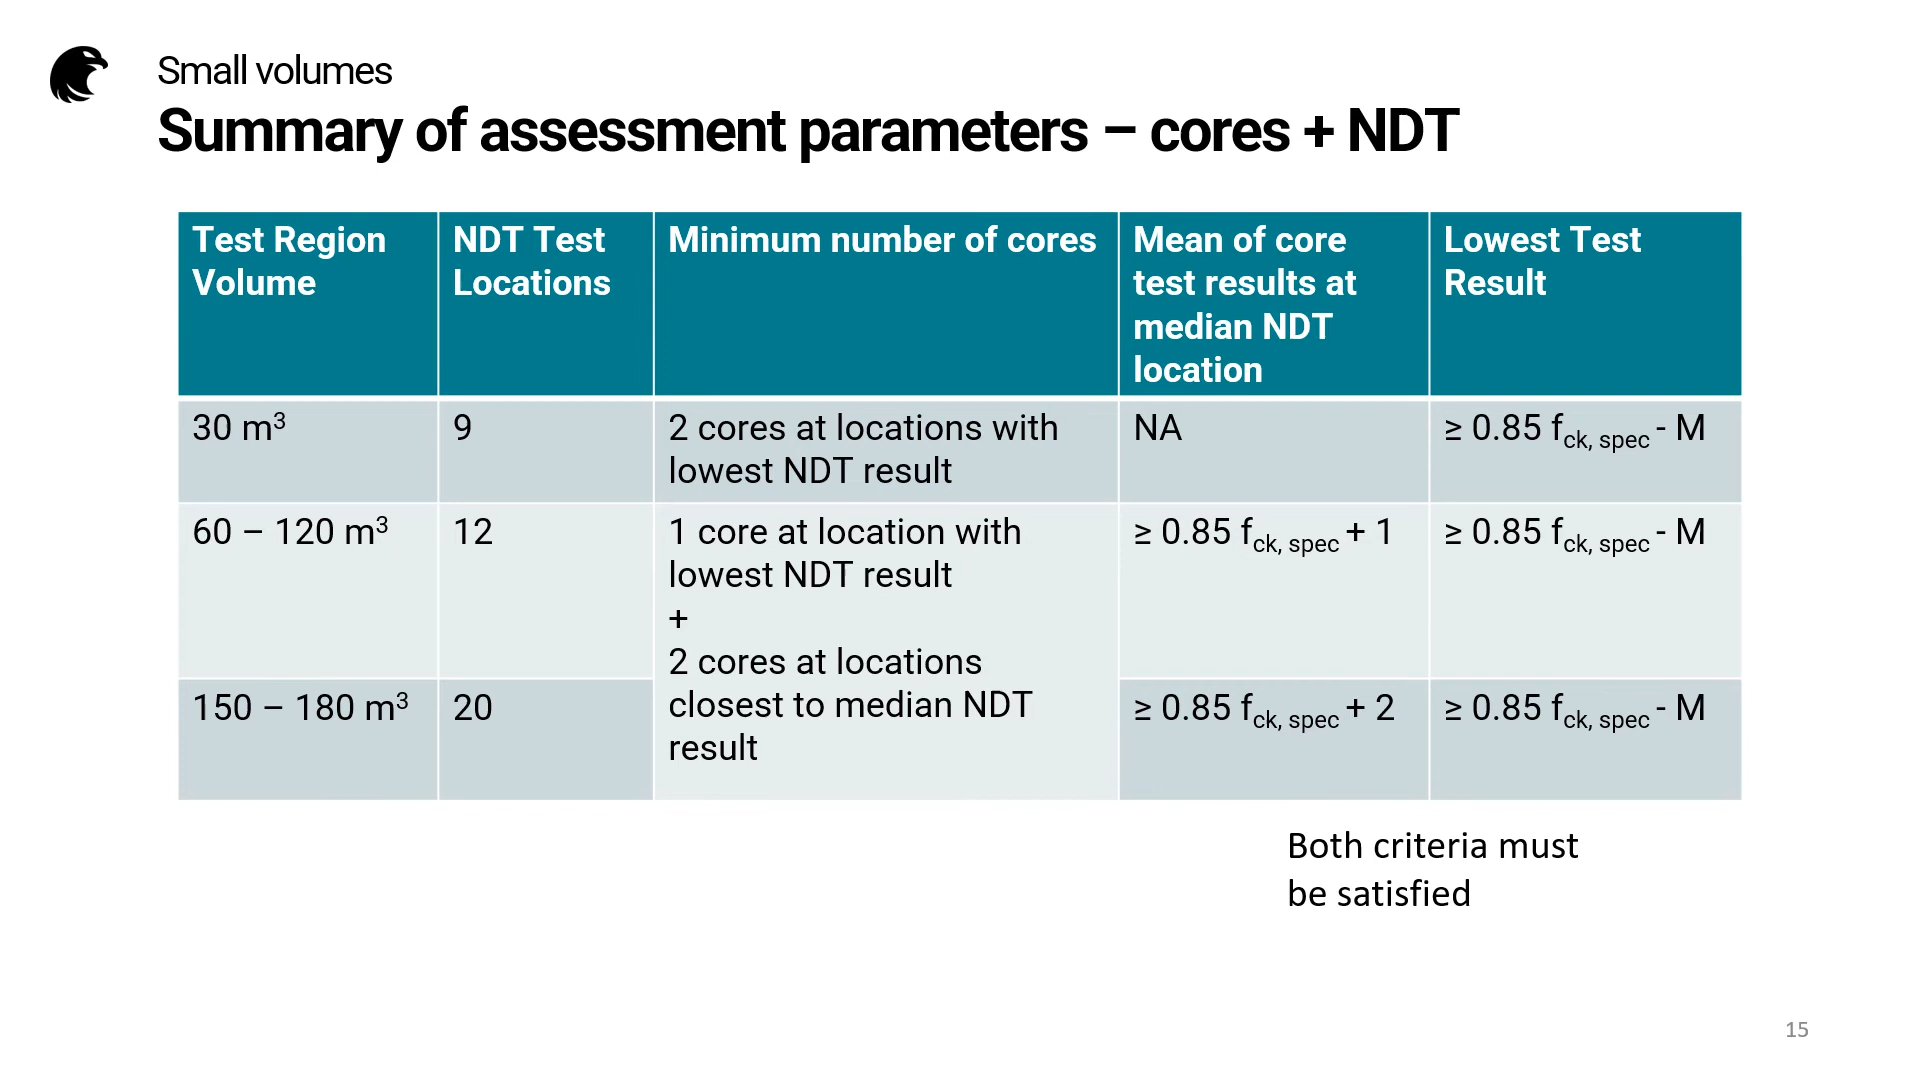 Small volumes
Summary of assessment parameters – cores + NDT
Test Region
Volume
NDT Test
Locations
Minimum number of cores
Mean of core
test results at
median NDT
location
Lowest Test
Result
30 m³
9
2 cores at locations with
lowest NDT result
NA
≥ 0.85 fck, spec - M
60 – 120 m³
12
1 core at location with
lowest NDT result
+
2 cores at locations
closest to median NDT
result
≥ 0.85 fck, spec + 1
≥ 0.85 fck, spec - M
150 – 180 m³
20
≥ 0.85 fck, spec + 2
≥ 0.85 fck, spec - M
Both criteria must
be satisfied
15